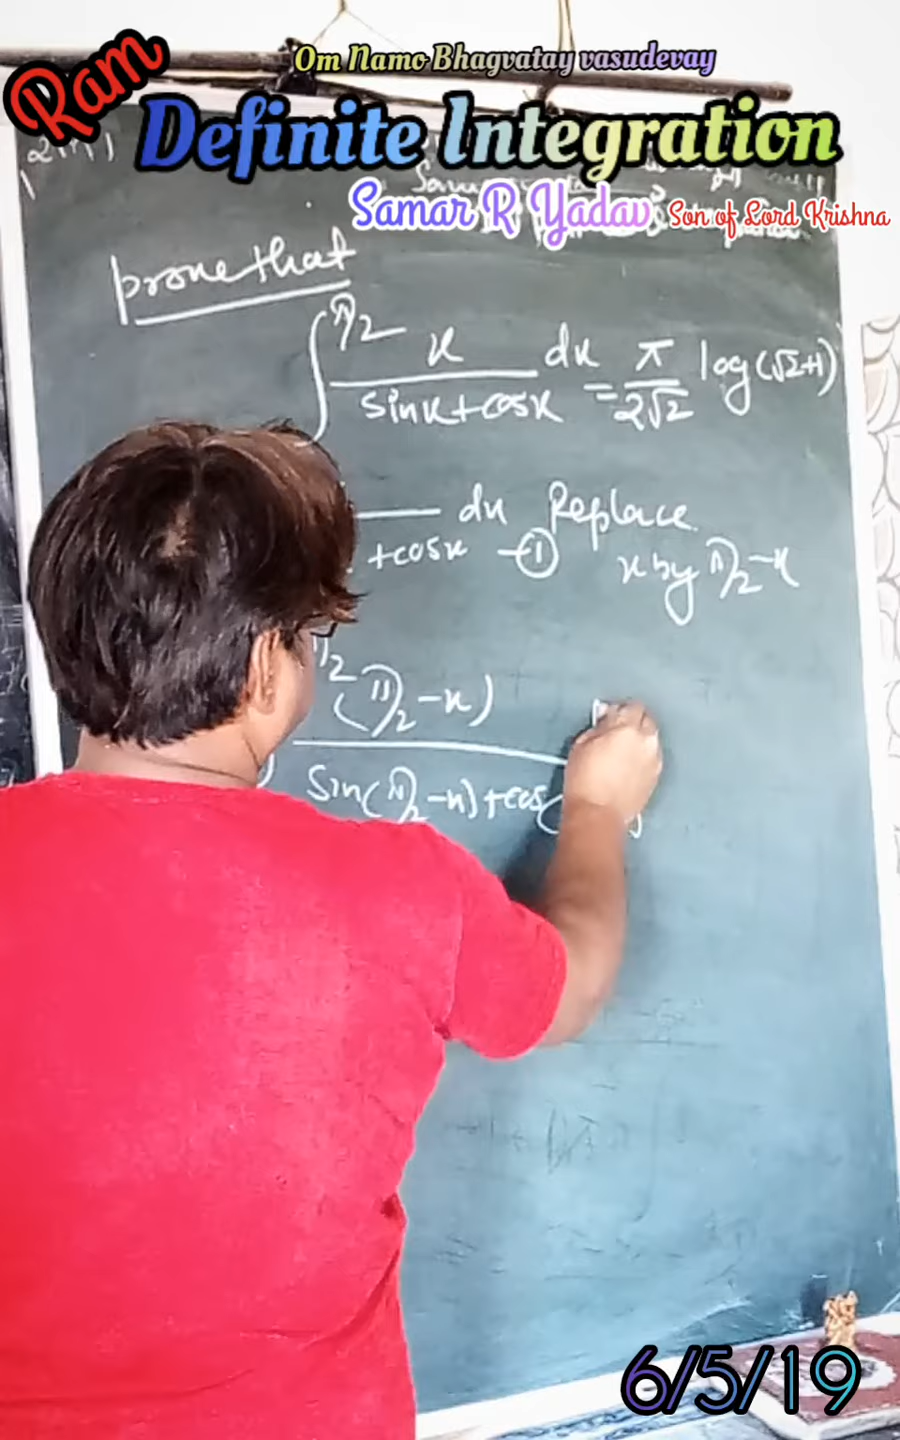 Om Namo Bhagvatay vasudevay
Ram
Definite Integration
Samar R Yadav Son of Lord Krishna
prove that
∫ π/2 x/(sinx+cosx) dx = π/(2√2) log(√2+1)
dx Replace
+cosx —① x by π/2-x
π/2 (π/2-x)
sin(π/2-x)+cos(
6/5/19